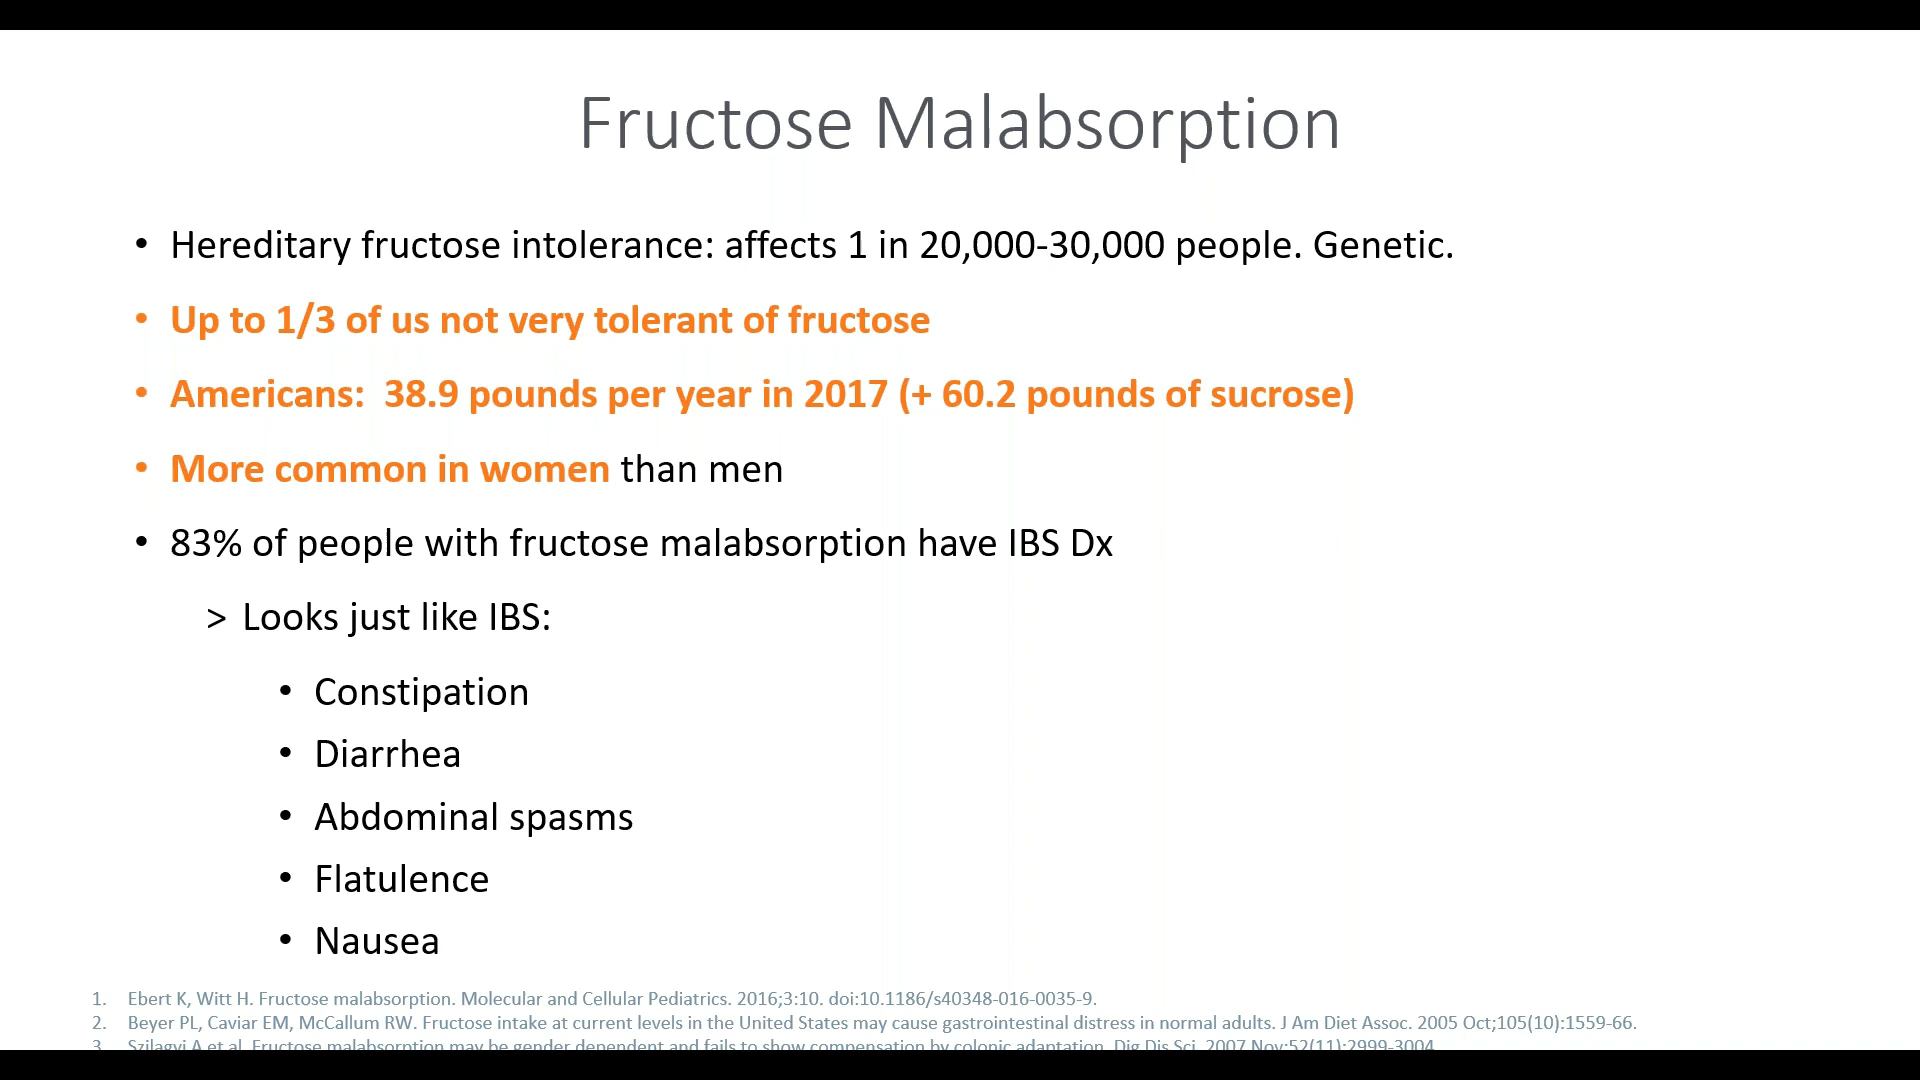 Fructose Malabsorption
• Hereditary fructose intolerance: affects 1 in 20,000-30,000 people. Genetic.
• Up to 1/3 of us not very tolerant of fructose
• Americans:  38.9 pounds per year in 2017 (+ 60.2 pounds of sucrose)
• More common in women than men
• 83% of people with fructose malabsorption have IBS Dx
> Looks just like IBS:
• Constipation
• Diarrhea
• Abdominal spasms
• Flatulence
• Nausea
1. Ebert K, Witt H. Fructose malabsorption. Molecular and Cellular Pediatrics. 2016;3:10. doi:10.1186/s40348-016-0035-9.
2. Beyer PL, Caviar EM, McCallum RW. Fructose intake at current levels in the United States may cause gastrointestinal distress in normal adults. J Am Diet Assoc. 2005 Oct;105(10):1559-66.
3. Szilagyi A et al. Fructose malabsorption may be gender dependent and fails to show compensation by colonic adaptation. Dig Dis Sci. 2007 Nov;52(11):2999-3004.